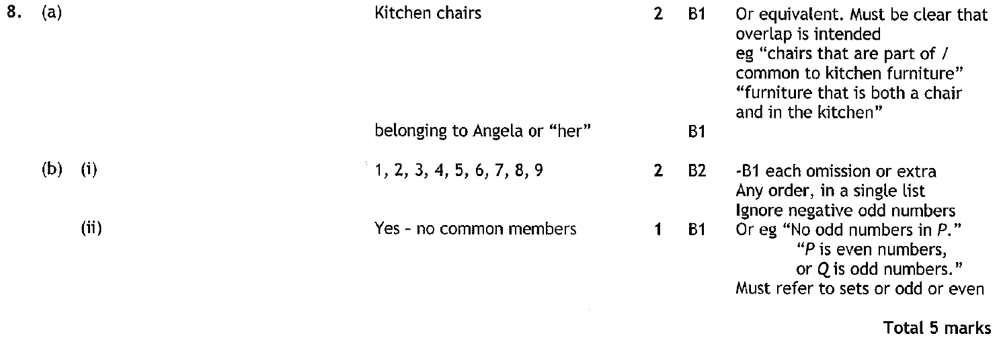 8. (a) Kitchen chairs 2 B1 Or equivalent. Must be clear that
overlap is intended
eg “chairs that are part of /
common to kitchen furniture”
“furniture that is both a chair
and in the kitchen”
belonging to Angela or “her” B1
(b) (i) 1, 2, 3, 4, 5, 6, 7, 8, 9 2 B2 -B1 each omission or extra
Any order, in a single list
Ignore negative odd numbers
(ii) Yes - no common members 1 B1 Or eg “No odd numbers in P.”
“P is even numbers,
or Q is odd numbers.”
Must refer to sets or odd or even
Total 5 marks